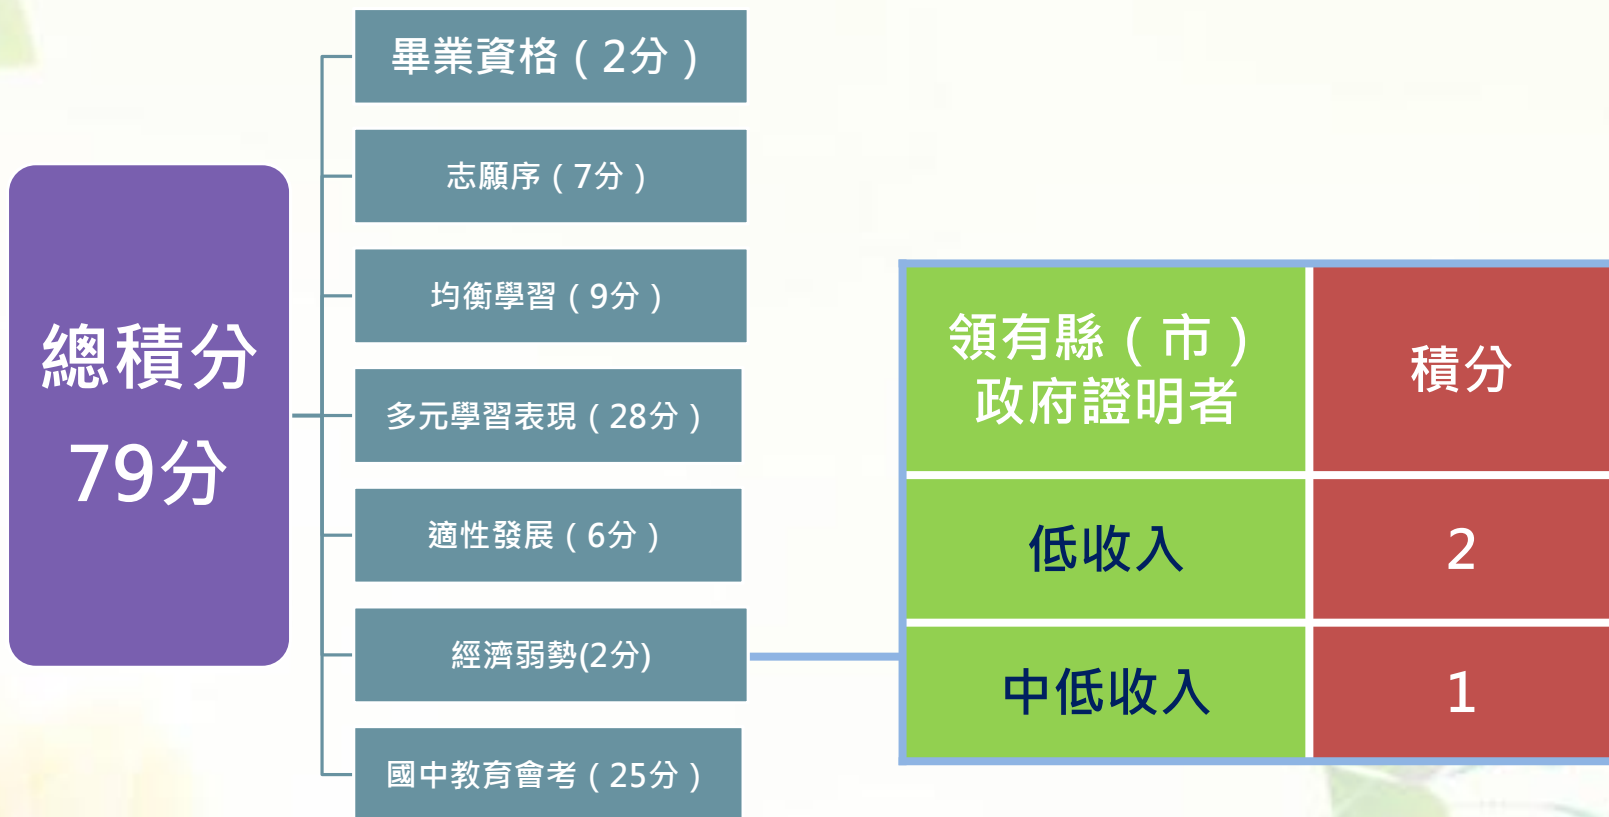 總積分
79分
畢業資格（2分）
志願序（7分）
均衡學習（9分）
多元學習表現（28分）
適性發展（6分）
經濟弱勢(2分)
國中教育會考（25分）
領有縣（市）
政府證明者
積分
低收入
2
中低收入
1